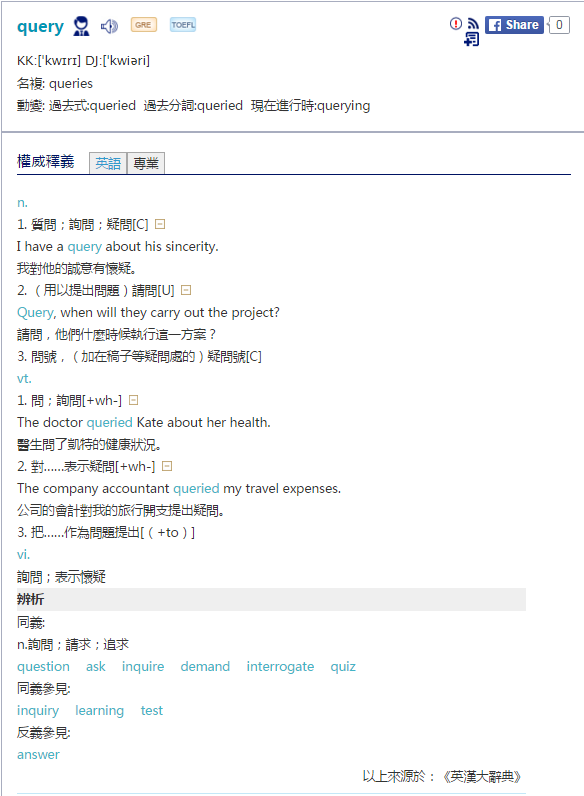 query GRE TOEFL Share 0
KK:[ˈkwɪrɪ] DJ:[ˈkwiəri]
名複: queries
動變: 過去式:queried 過去分詞:queried 現在進行時:querying
權威釋義 英語 專業
n.
1. 質問；詢問；疑問[C]
I have a query about his sincerity.
我對他的誠意有懷疑。
2. （用以提出問題）請問[U]
Query, when will they carry out the project?
請問，他們什麼時候執行這一方案？
3. 問號，（加在稿子等疑問處的）疑問號[C]
vt.
1. 問；詢問[+wh-]
The doctor queried Kate about her health.
醫生問了凱特的健康狀況。
2. 對……表示疑問[+wh-]
The company accountant queried my travel expenses.
公司的會計對我的旅行開支提出疑問。
3. 把……作為問題提出[（+to）]
vi.
詢問；表示懷疑
辨析
同義:
n.詢問；請求；追求
question ask inquire demand interrogate quiz
同義參見:
inquiry learning test
反義參見:
answer
以上來源於：《英漢大辭典》